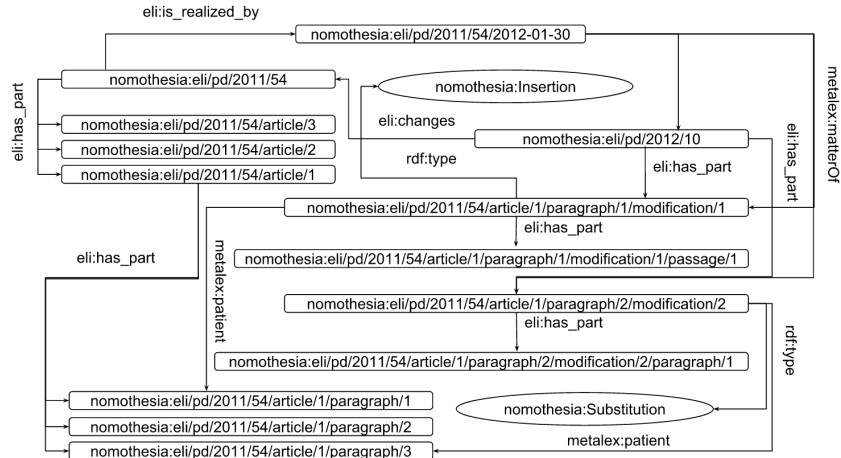 eli:is_realized_by
nomothesia:eli/pd/2011/54/2012-01-30
nomothesia:eli/pd/2011/54
nomothesia:Insertion
metalex:matterOf
eli:has_part
eli:changes
nomothesia:eli/pd/2011/54/article/3
nomothesia:eli/pd/2012/10
eli:has_part
nomothesia:eli/pd/2011/54/article/2
rdf:type
eli:has_part
nomothesia:eli/pd/2011/54/article/1
nomothesia:eli/pd/2011/54/article/1/paragraph/1/modification/1
eli:has_part
metalex:patient
eli:has_part
nomothesia:eli/pd/2011/54/article/1/paragraph/1/modification/1/passage/1
nomothesia:eli/pd/2011/54/article/1/paragraph/2/modification/2
eli:has_part
rdf:type
nomothesia:eli/pd/2011/54/article/1/paragraph/2/modification/2/paragraph/1
nomothesia:eli/pd/2011/54/article/1/paragraph/1
nomothesia:Substitution
nomothesia:eli/pd/2011/54/article/1/paragraph/2
metalex:patient
nomothesia:eli/pd/2011/54/article/1/paragraph/3